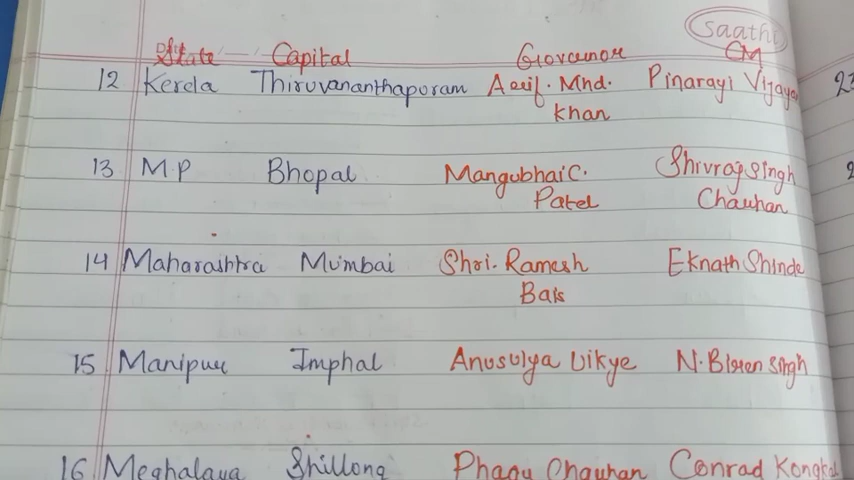 Saathi
State Capital Governor CM
12 Kerela Thiruvananthapuram Aarif. Mhd. Khan Pinarayi Vijayan
13 M.P Bhopal Mangubhai C. Patel Shivraj Singh Chauhan
14 Maharashtra Mumbai Shri. Ramesh Bais Eknath Shinde
15 Manipur Imphal Anusuiya Uikye N. Biren Singh
16 Meghalaya Shillong Phagu Chauhan Conrad Kongkal